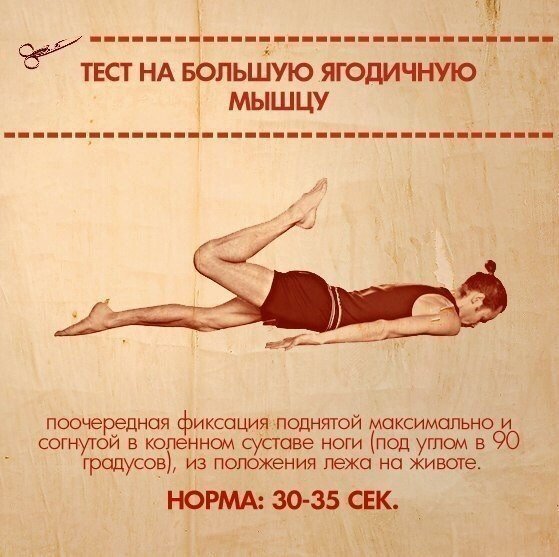 ТЕСТ НА БОЛЬШУЮ ЯГОДИЧНУЮ
МЫШЦУ
поочередная фиксация поднятой максимально и
согнутой в коленном суставе ноги (под углом в 90
градусов), из положения лежа на животе.
НОРМА: 30-35 СЕК.